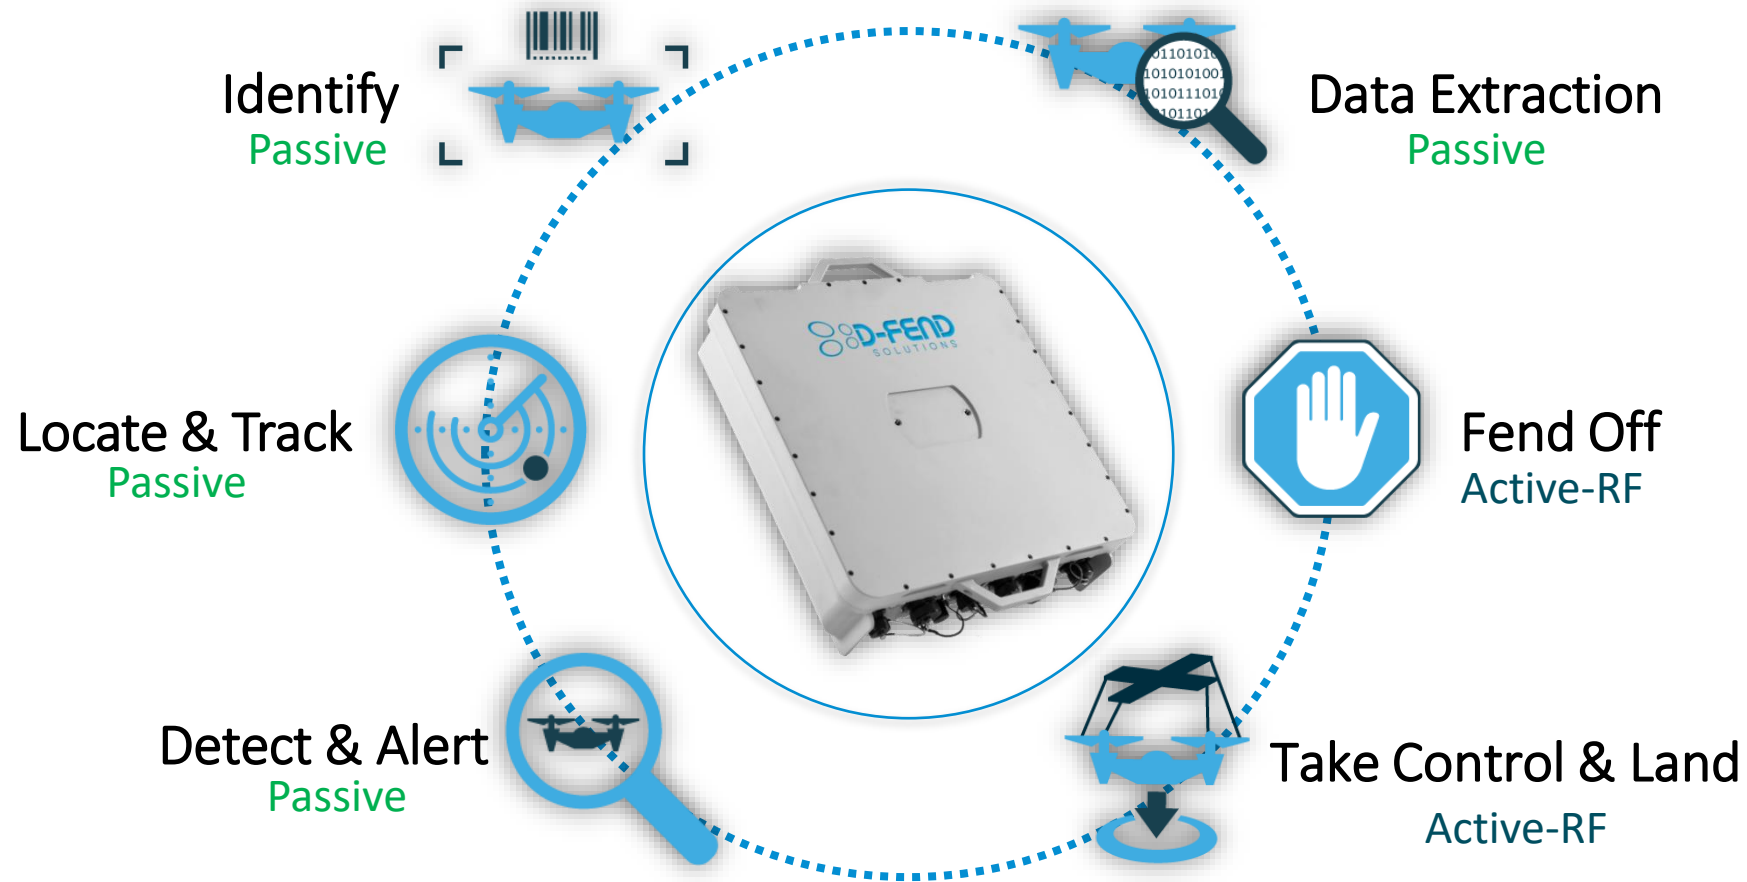 Identify
Passive
Data Extraction
Passive
D-FEND
SOLUTIONS
Locate & Track
Passive
Fend Off
Active-RF
Detect & Alert
Passive
Take Control & Land
Active-RF